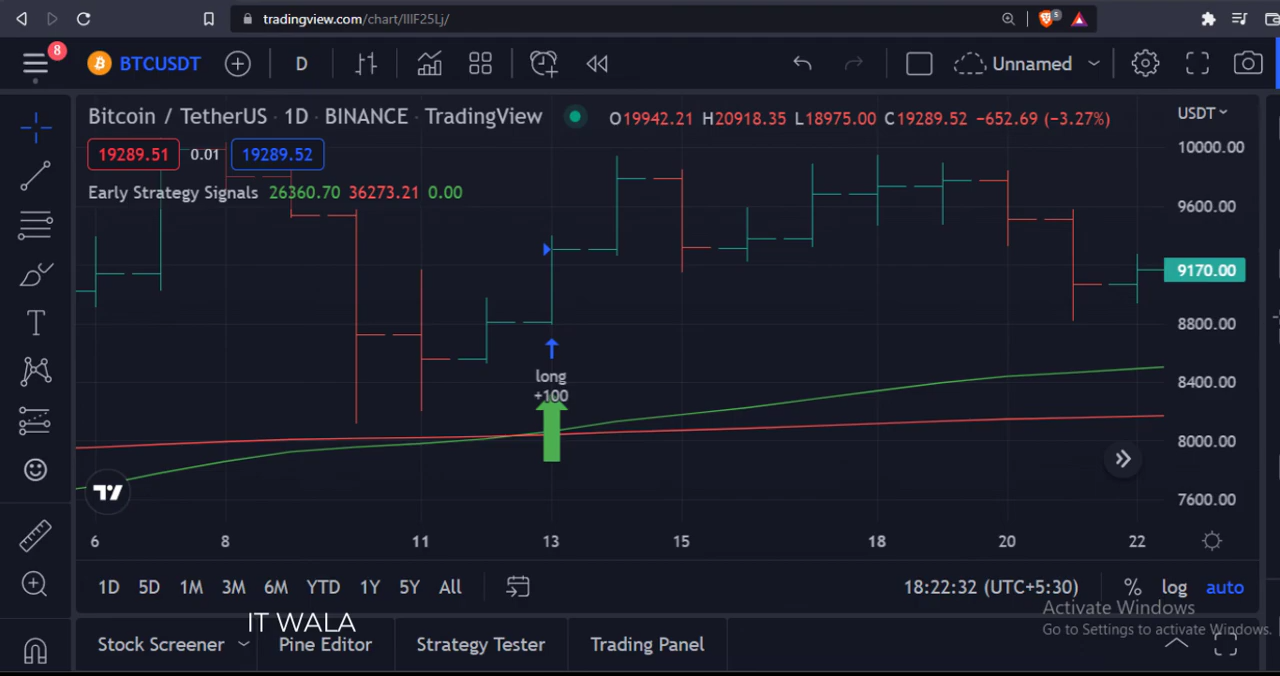 tradingview.com/chart/IIIF25Lj/
5
8 BTCUSDT D Unnamed
Bitcoin / TetherUS · 1D · BINANCE · TradingView O19942.21 H20918.35 L18975.00 C19289.52 −652.69 (−3.27%) USDT
19289.51 0.01 19289.52 10000.00
Early Strategy Signals 26360.70 36273.21 0.00
9600.00
9170.00
8800.00
long
+100
8400.00
8000.00
7600.00
6 8 11 13 15 18 20 22
1D 5D 1M 3M 6M YTD 1Y 5Y All 18:22:32 (UTC+5:30) % log auto
Activate Windows
Go to Settings to activate Windows.
IT WALA
Stock Screener Pine Editor Strategy Tester Trading Panel